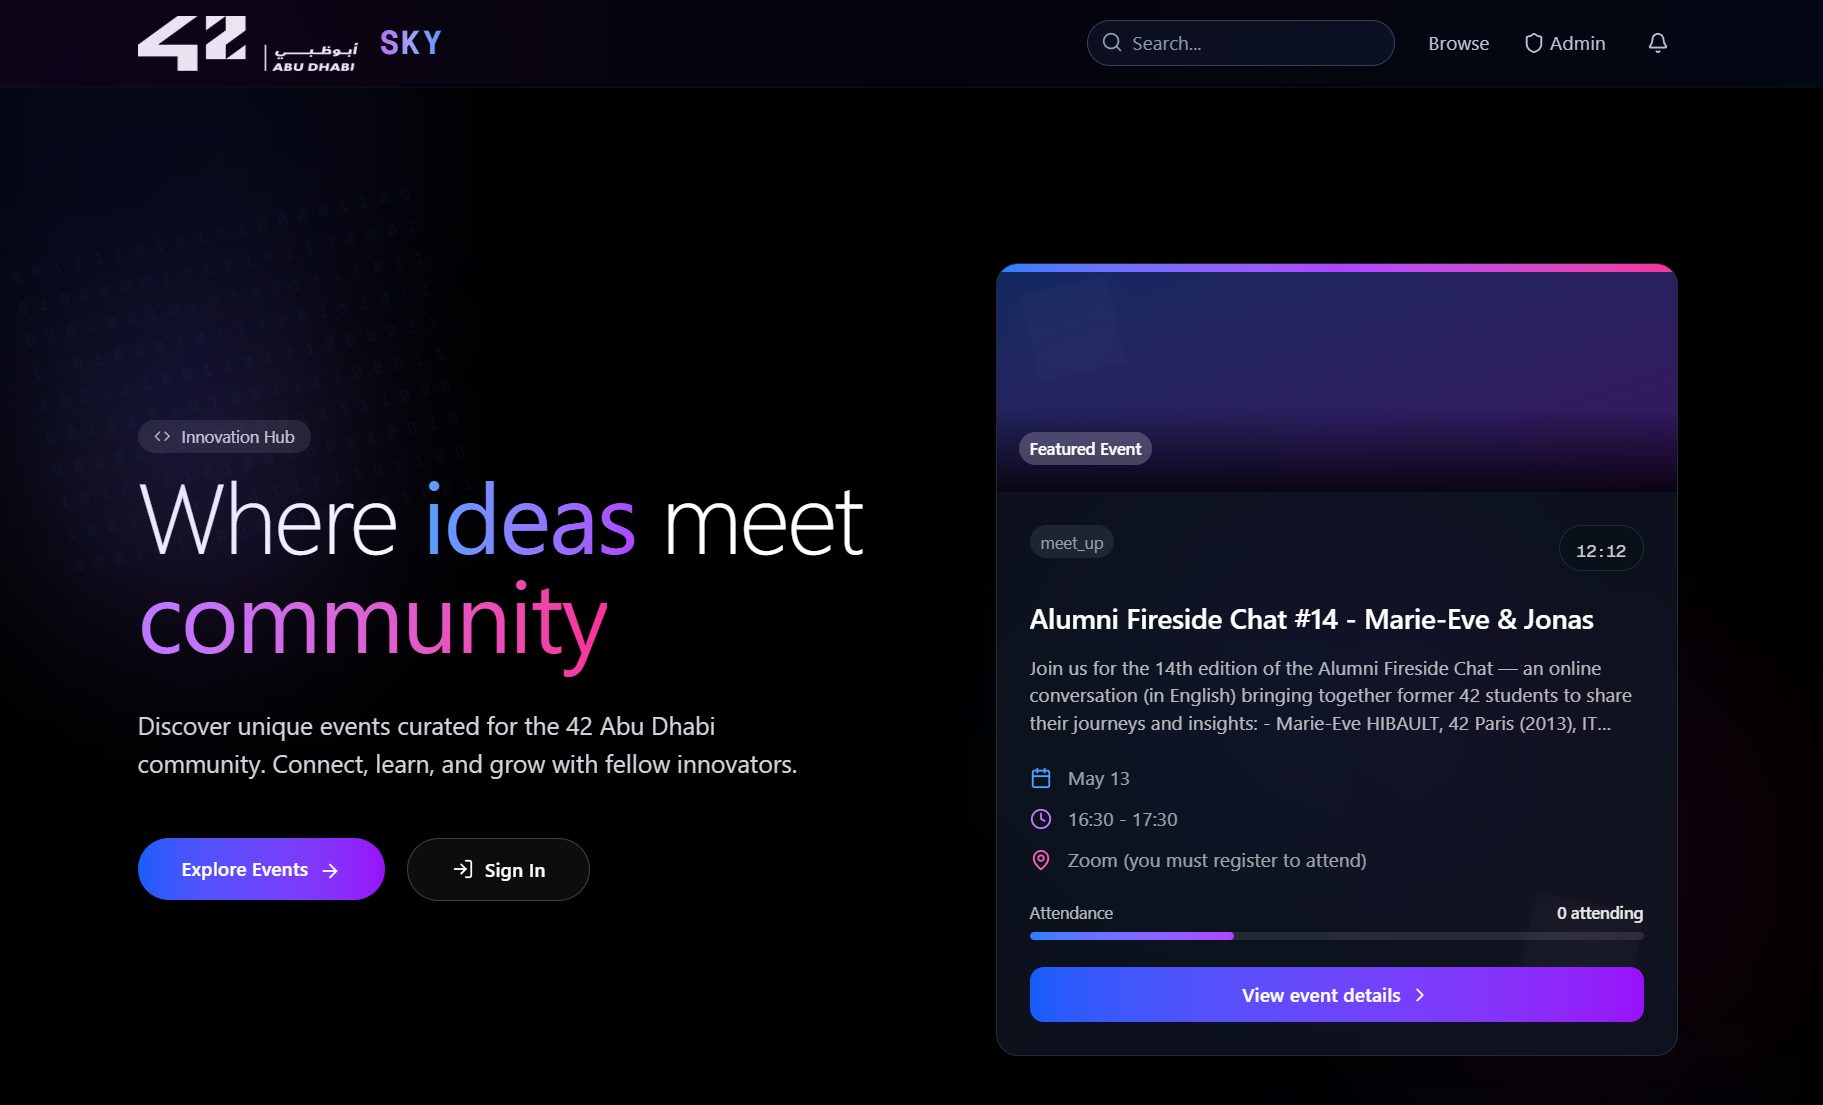 42
أبـوظـبــــي
ABU DHABI
SKY
Search...
Browse
Admin
Innovation Hub
Where ideas meet
community
Discover unique events curated for the 42 Abu Dhabi
community. Connect, learn, and grow with fellow innovators.
Explore Events
Sign In
Featured Event
meet_up
12:12
Alumni Fireside Chat #14 - Marie-Eve & Jonas
Join us for the 14th edition of the Alumni Fireside Chat — an online
conversation (in English) bringing together former 42 students to share
their journeys and insights: - Marie-Eve HIBAULT, 42 Paris (2013), IT...
May 13
16:30 - 17:30
Zoom (you must register to attend)
Attendance
0 attending
View event details